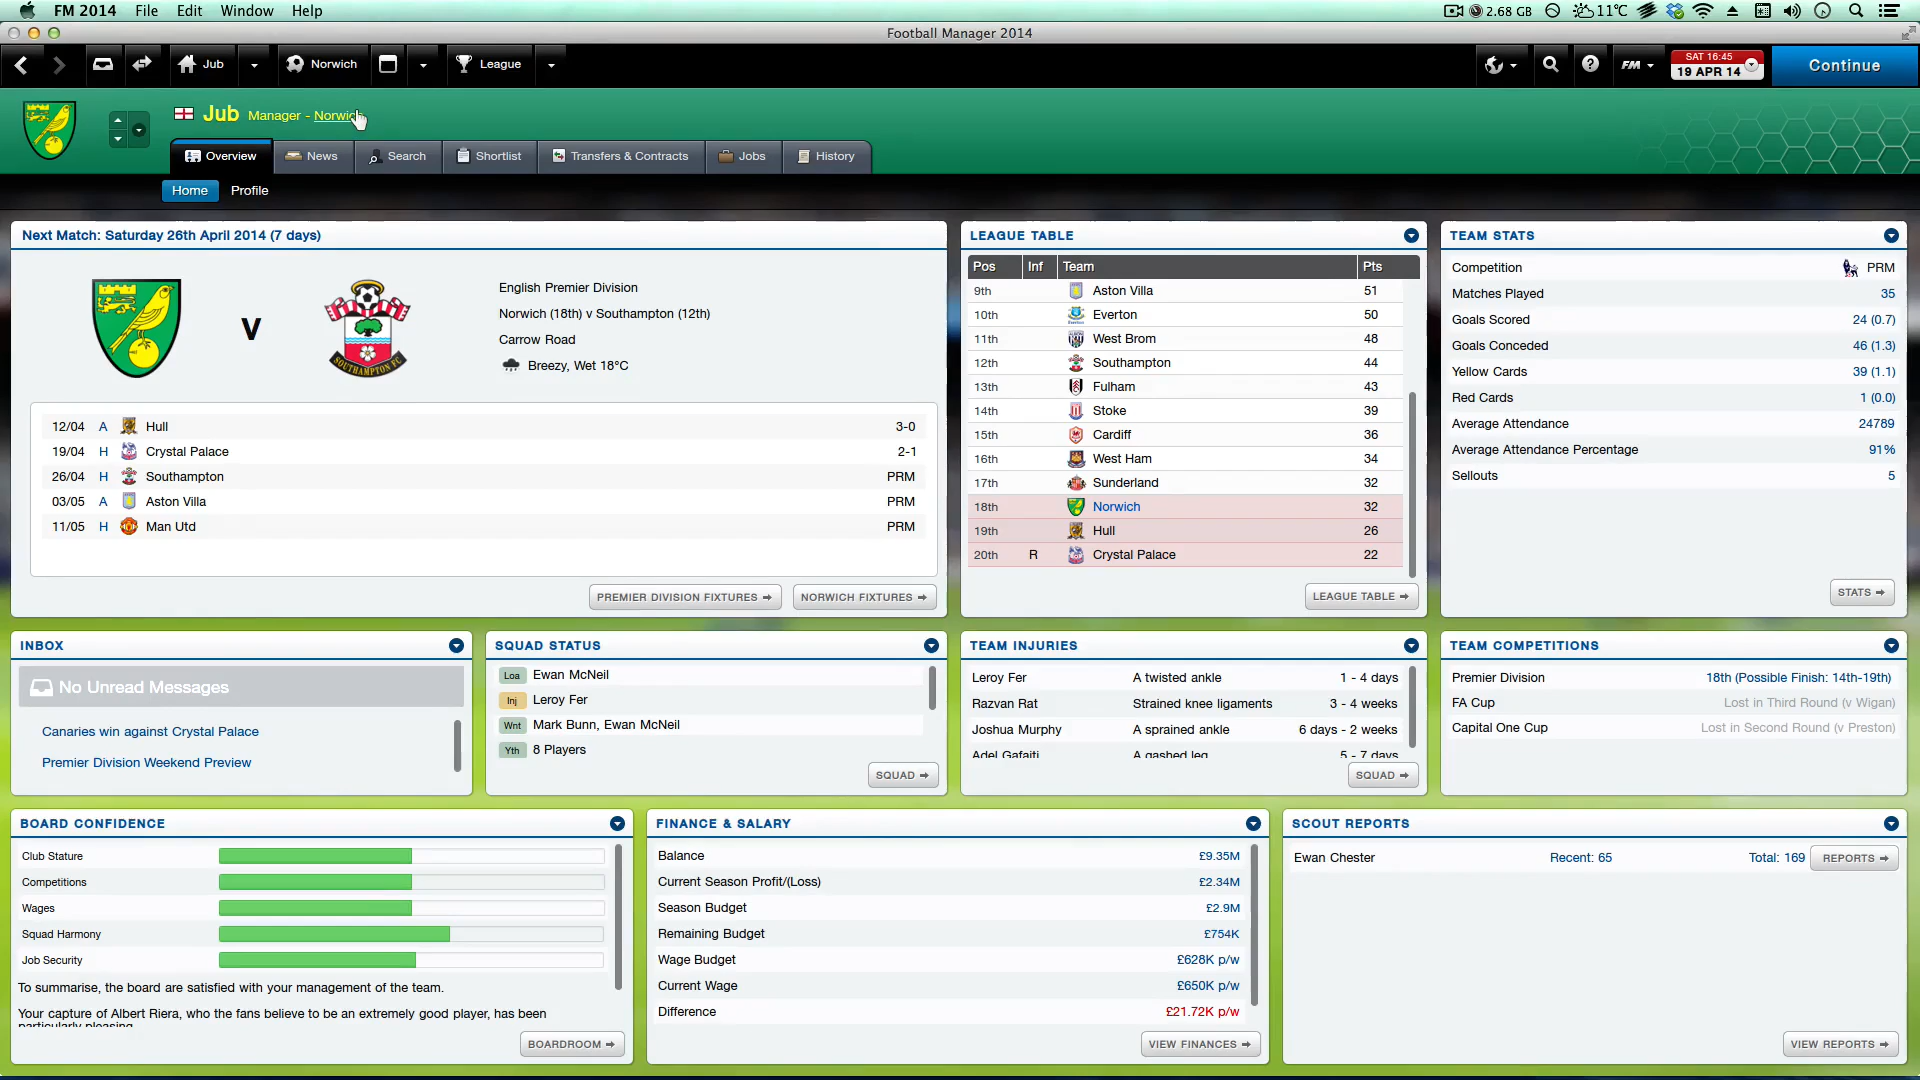 FM 2014 File Edit Window Help 2.68 GB 11°C
Football Manager 2014
Jub Norwich League FM SAT 16:45 19 APR 14 Continue
Jub Manager - Norwich
Overview News Search Shortlist Transfers & Contracts Jobs History
Home Profile
Next Match: Saturday 26th April 2014 (7 days)
V
English Premier Division
Norwich (18th) v Southampton (12th)
Carrow Road
Breezy, Wet 18°C
SOUTHAMPTON FC
12/04 A Hull 3-0
19/04 H Crystal Palace 2-1
26/04 H Southampton PRM
03/05 A Aston Villa PRM
11/05 H Man Utd PRM
PREMIER DIVISION FIXTURES NORWICH FIXTURES
LEAGUE TABLE
Pos Inf Team Pts
9th Aston Villa 51
10th Everton 50
11th West Brom 48
12th Southampton 44
13th Fulham 43
14th Stoke 39
15th Cardiff 36
16th West Ham 34
17th Sunderland 32
18th Norwich 32
19th Hull 26
20th R Crystal Palace 22
LEAGUE TABLE
TEAM STATS
Competition PRM
Matches Played 35
Goals Scored 24 (0.7)
Goals Conceded 46 (1.3)
Yellow Cards 39 (1.1)
Red Cards 1 (0.0)
Average Attendance 24789
Average Attendance Percentage 91%
Sellouts 5
STATS
INBOX
No Unread Messages
Canaries win against Crystal Palace
Premier Division Weekend Preview
SQUAD STATUS
Loa Ewan McNeil
Inj Leroy Fer
Wnt Mark Bunn, Ewan McNeil
Yth 8 Players
SQUAD
TEAM INJURIES
Leroy Fer A twisted ankle 1 - 4 days
Razvan Rat Strained knee ligaments 3 - 4 weeks
Joshua Murphy A sprained ankle 6 days - 2 weeks
Adel Gafaiti A gashed leg 5 - 7 days
SQUAD
TEAM COMPETITIONS
Premier Division 18th (Possible Finish: 14th-19th)
FA Cup Lost in Third Round (v Wigan)
Capital One Cup Lost in Second Round (v Preston)
BOARD CONFIDENCE
Club Stature
Competitions
Wages
Squad Harmony
Job Security
To summarise, the board are satisfied with your management of the team.
Your capture of Albert Riera, who the fans believe to be an extremely good player, has been
particularly pleasing.
BOARDROOM
FINANCE & SALARY
Balance £9.35M
Current Season Profit/(Loss) £2.34M
Season Budget £2.9M
Remaining Budget £754K
Wage Budget £628K p/w
Current Wage £650K p/w
Difference £21.72K p/w
VIEW FINANCES
SCOUT REPORTS
Ewan Chester Recent: 65 Total: 169 REPORTS
VIEW REPORTS